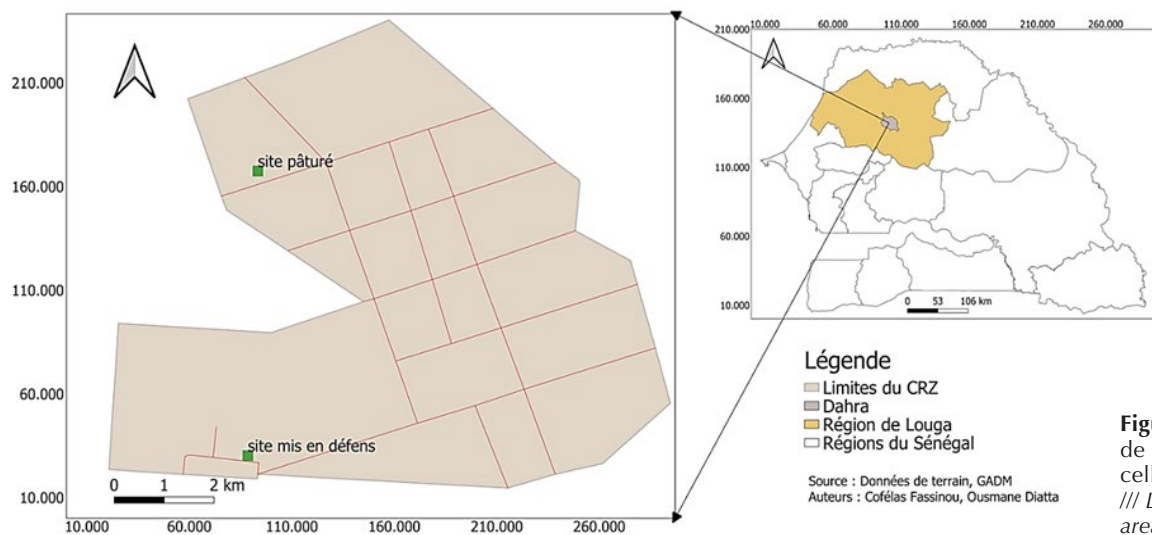 210.000
160.000
110.000
60.000
10.000
site pâturé
site mis en défens
0 1 2 km
10.000 60.000 110.000 160.000 210.000 260.000
10.000 60.000 110.000 160.000 210.000 260.000
210.000
160.000
110.000
60.000
10.000
0 53 106 km
Légende
Limites du CRZ
Dahra
Région de Louga
Régions du Sénégal
Source : Données de terrain, GADM
Auteurs : Cofélas Fassinou, Ousmane Diatta
Figu
de
cell
///
area